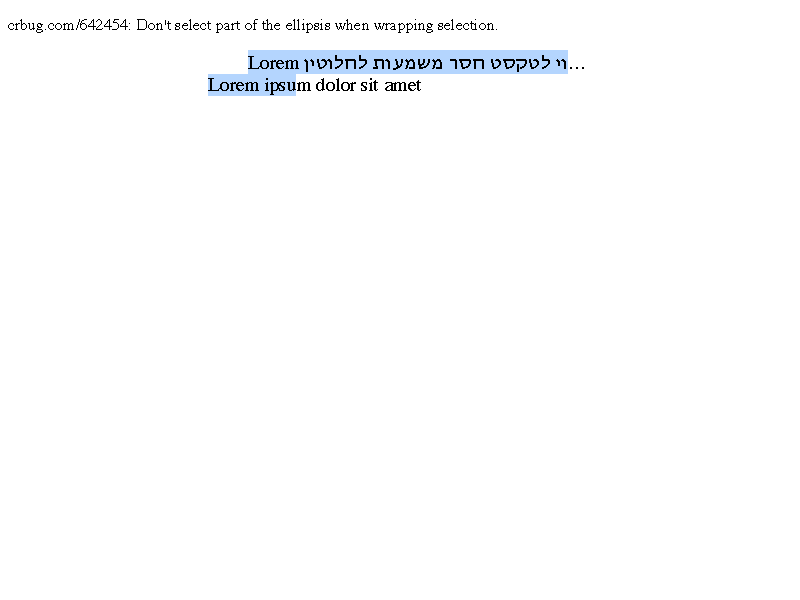 crbug.com/642454: Don't select part of the ellipsis when wrapping selection.
Lorem וי לטקסט חסר משמעות לחלוטין…
Lorem ipsum dolor sit amet